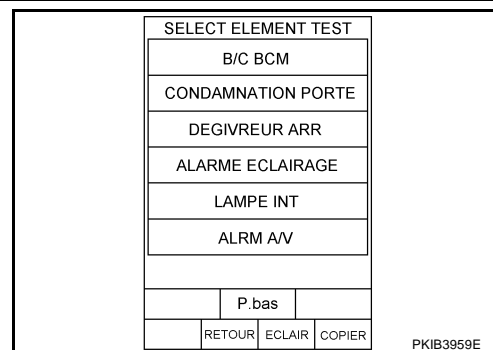 SELECT ELEMENT TEST
B/C BCM
CONDAMNATION PORTE
DEGIVREUR ARR
ALARME ECLAIRAGE
LAMPE INT
ALRM A/V
P.bas
RETOUR ECLAIR COPIER
PKIB3959E